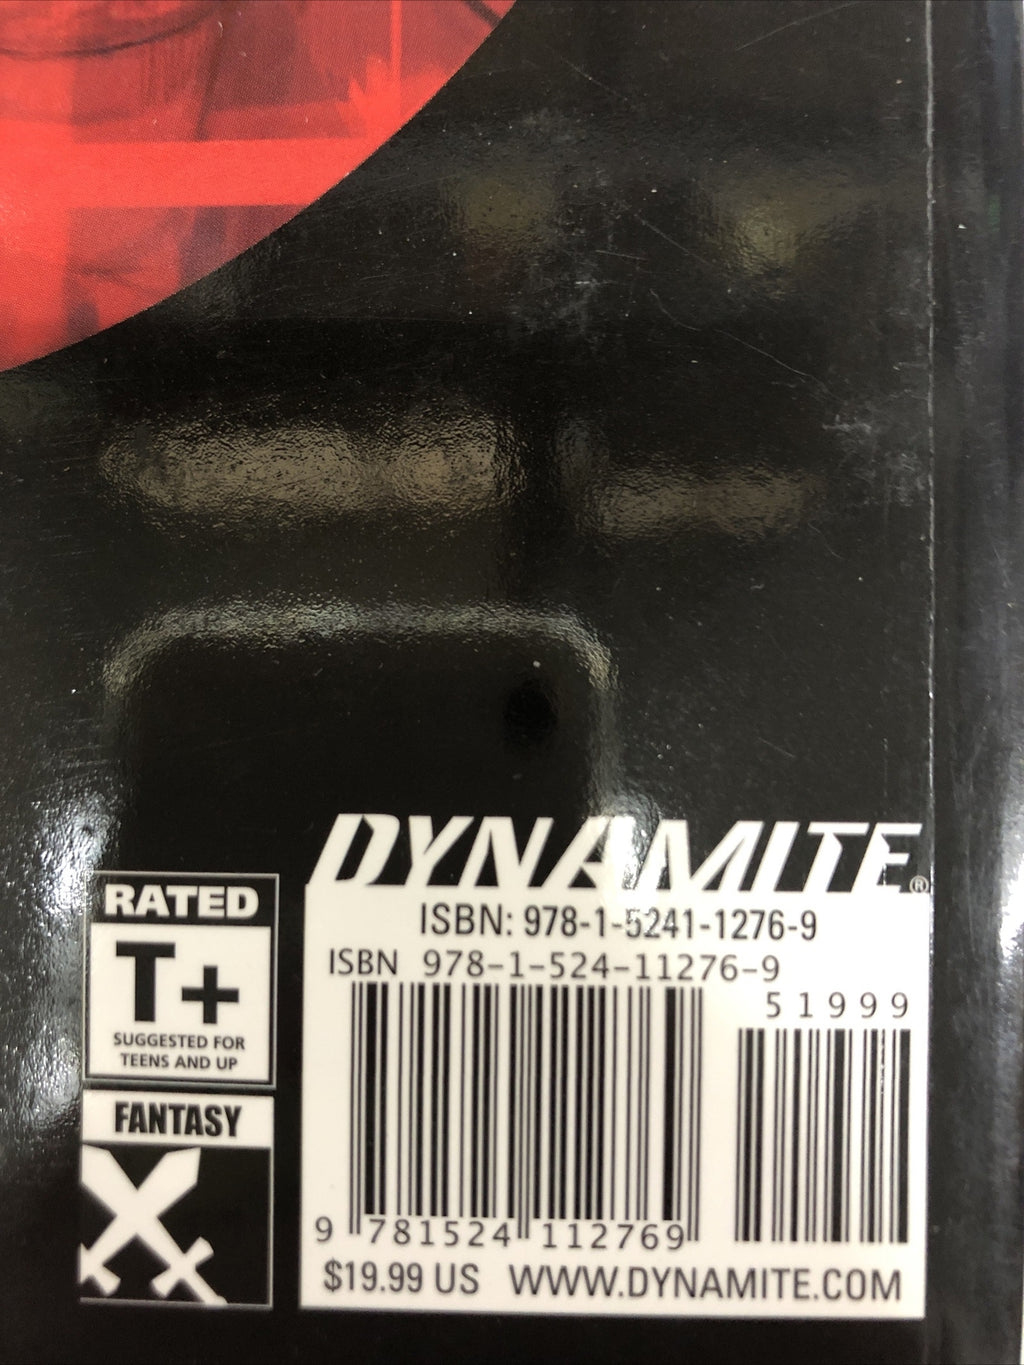 DYNAMITE®
RATED
T+
SUGGESTED FOR
TEENS AND UP
FANTASY
ISBN: 978-1-5241-1276-9
ISBN 978-1-524-11276-9
51999
9 781524 112769
$19.99 US WWW.DYNAMITE.COM